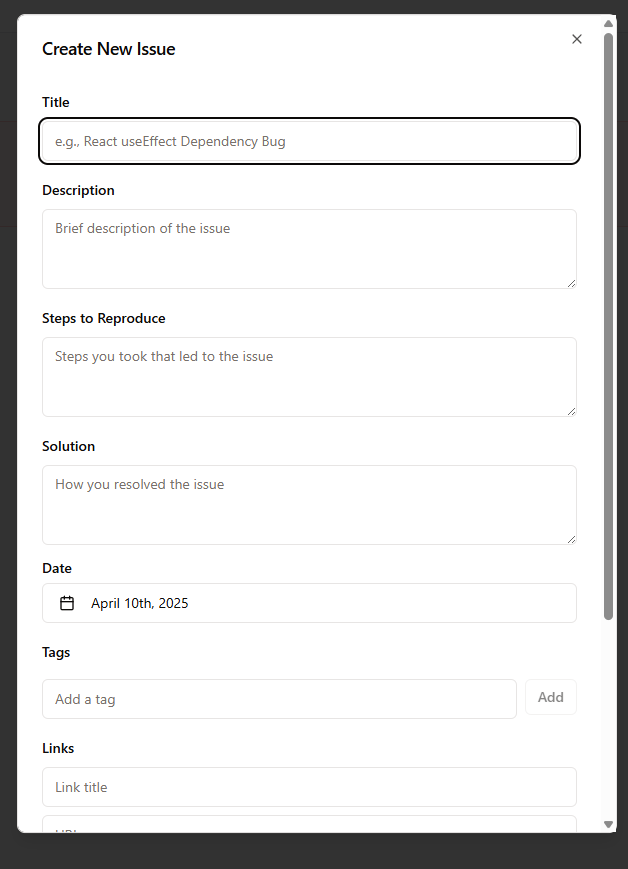 Create New Issue
Title
e.g., React useEffect Dependency Bug
Description
Brief description of the issue
Steps to Reproduce
Steps you took that led to the issue
Solution
How you resolved the issue
Date
April 10th, 2025
Tags
Add a tag
Add
Links
Link title